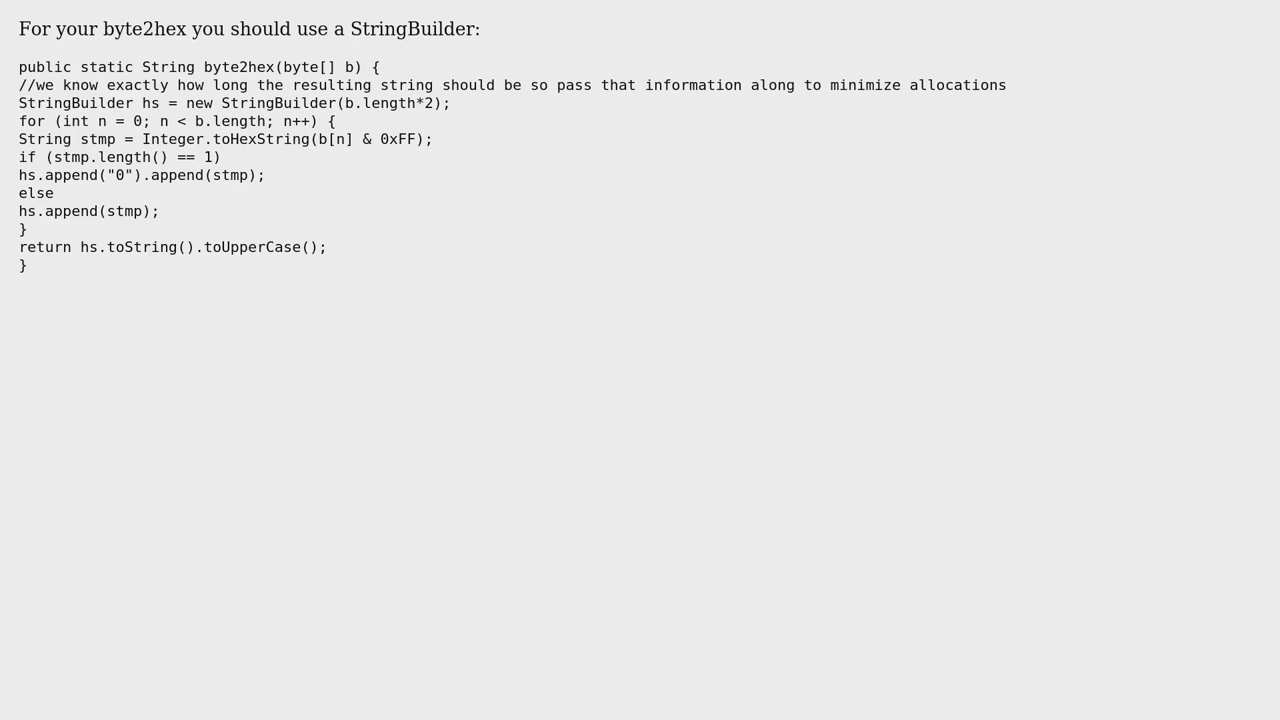 For your byte2hex you should use a StringBuilder:
public static String byte2hex(byte[] b) {
//we know exactly how long the resulting string should be so pass that information along to minimize allocations
StringBuilder hs = new StringBuilder(b.length*2);
for (int n = 0; n < b.length; n++) {
String stmp = Integer.toHexString(b[n] & 0xFF);
if (stmp.length() == 1)
hs.append("0").append(stmp);
else
hs.append(stmp);
}
return hs.toString().toUpperCase();
}